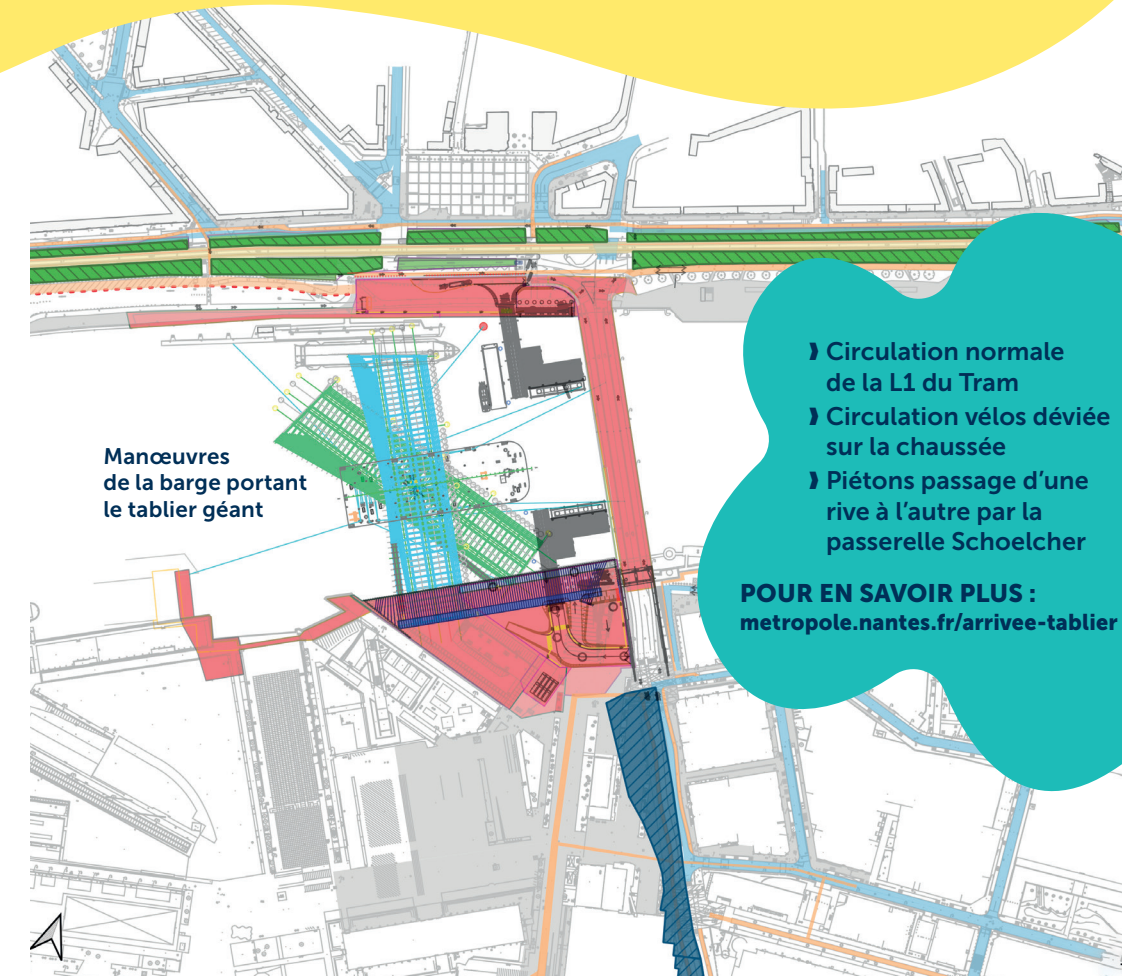 Manœuvres
de la barge portant
le tablier géant
❱ Circulation normale
de la L1 du Tram
❱ Circulation vélos déviée
sur la chaussée
❱ Piétons passage d’une
rive à l’autre par la
passerelle Schoelcher
POUR EN SAVOIR PLUS :
metropole.nantes.fr/arrivee-tablier